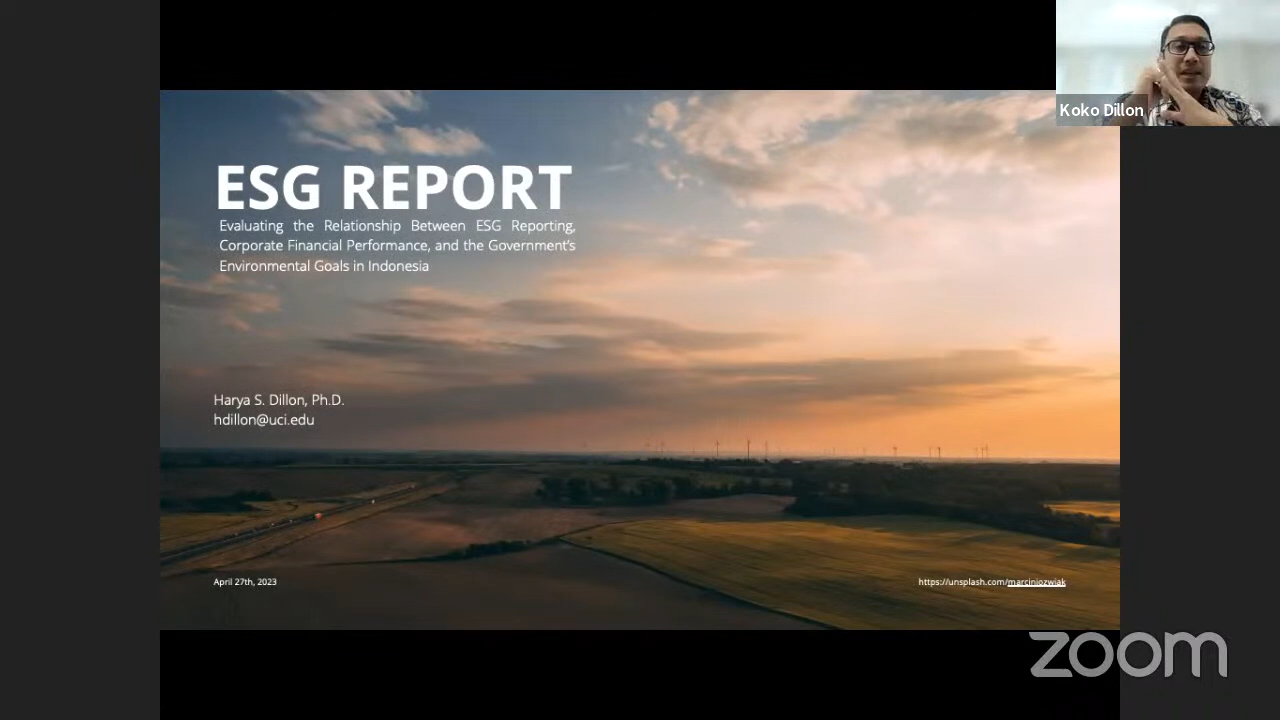 Koko Dillon
ESG REPORT
Evaluating the Relationship Between ESG Reporting,
Corporate Financial Performance, and the Government's
Environmental Goals in Indonesia
Harya S. Dillon, Ph.D.
hdillon@uci.edu
April 27th, 2023
https://unsplash.com/marciniozwiak
zoom